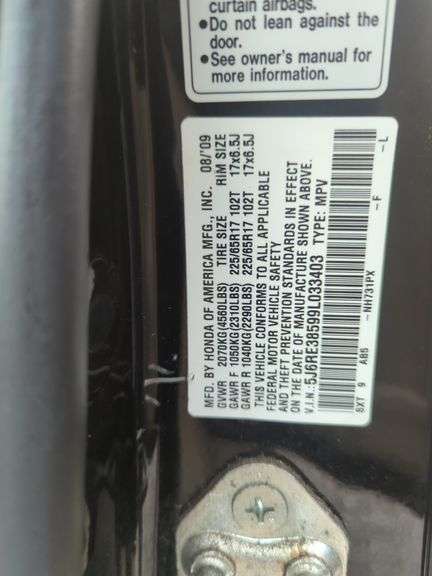 curtain airbags.
•Do not lean against the
door.
•See owner's manual for
more information.
MFD. BY HONDA OF AMERICA MFG., INC. 08/'09
GVWR 2070KG(4560LBS) TIRE SIZE RIM SIZE
GAWR F 1050KG(2310LBS) 225/65R17 102T 17x6.5J
GAWR R 1040KG(2290LBS) 225/65R17 102T 17x6.5J
THIS VEHICLE CONFORMS TO ALL APPLICABLE
FEDERAL MOTOR VEHICLE SAFETY
AND THEFT PREVENTION STANDARDS IN EFFECT
ON THE DATE OF MANUFACTURE SHOWN ABOVE.
V.I.N.: 5J6RE38599L033403 TYPE: MPV
SXT 9 AB5 -NH731PX -F -L